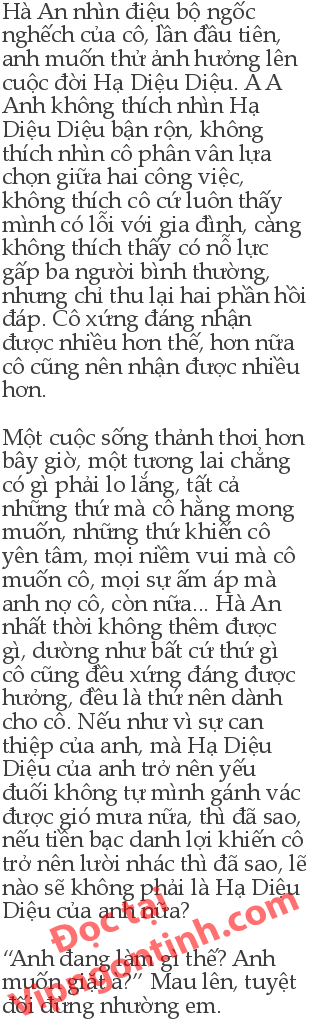 Hà An nhìn điệu bộ ngốc
nghếch của cô, lần đầu tiên,
anh muốn thử ảnh hưởng lên
cuộc đời Hạ Diệu Diệu. A A
Anh không thích nhìn Hạ
Diệu Diệu bận rộn, không
thích nhìn cô phân vân lựa
chọn giữa hai công việc,
không thích cô cứ luôn thấy
mình có lỗi với gia đình, càng
không thích thấy có nỗ lực
gấp ba người bình thường,
nhưng chỉ thu lại hai phần hồi
đáp. Cô xứng đáng nhận
được nhiều hơn thế, hơn nữa
cô cũng nên nhận được nhiều
hơn.
Một cuộc sống thảnh thơi hơn
bây giờ, một tương lai chẳng
có gì phải lo lắng, tất cả
những thứ mà cô hằng mong
muốn, những thứ khiến cô
yên tâm, mọi niềm vui mà cô
muốn cô, mọi sự ấm áp mà
anh nợ cô, còn nữa... Hà An
nhất thời không thêm được
gì, dường như bất cứ thứ gì
cô cũng đều xứng đáng được
hưởng, đều là thứ nên dành
cho cô. Nếu như vì sự can
thiệp của anh, mà Hạ Diệu
Diệu của anh trở nên yếu
đuối không tự mình gánh vác
được gió mưa nữa, thì đã sao,
nếu tiền bạc danh lợi khiến cô
trở nên lười nhác thì đã sao, lẽ
nào sẽ không phải là Hạ Diệu
Diệu của anh nữa?
“Anh đang làm gì thế? Anh
muốn giặt à?” Mau lên, tuyệt
đối đừng nhường em.
Đọc tại
Vipngontinh.com